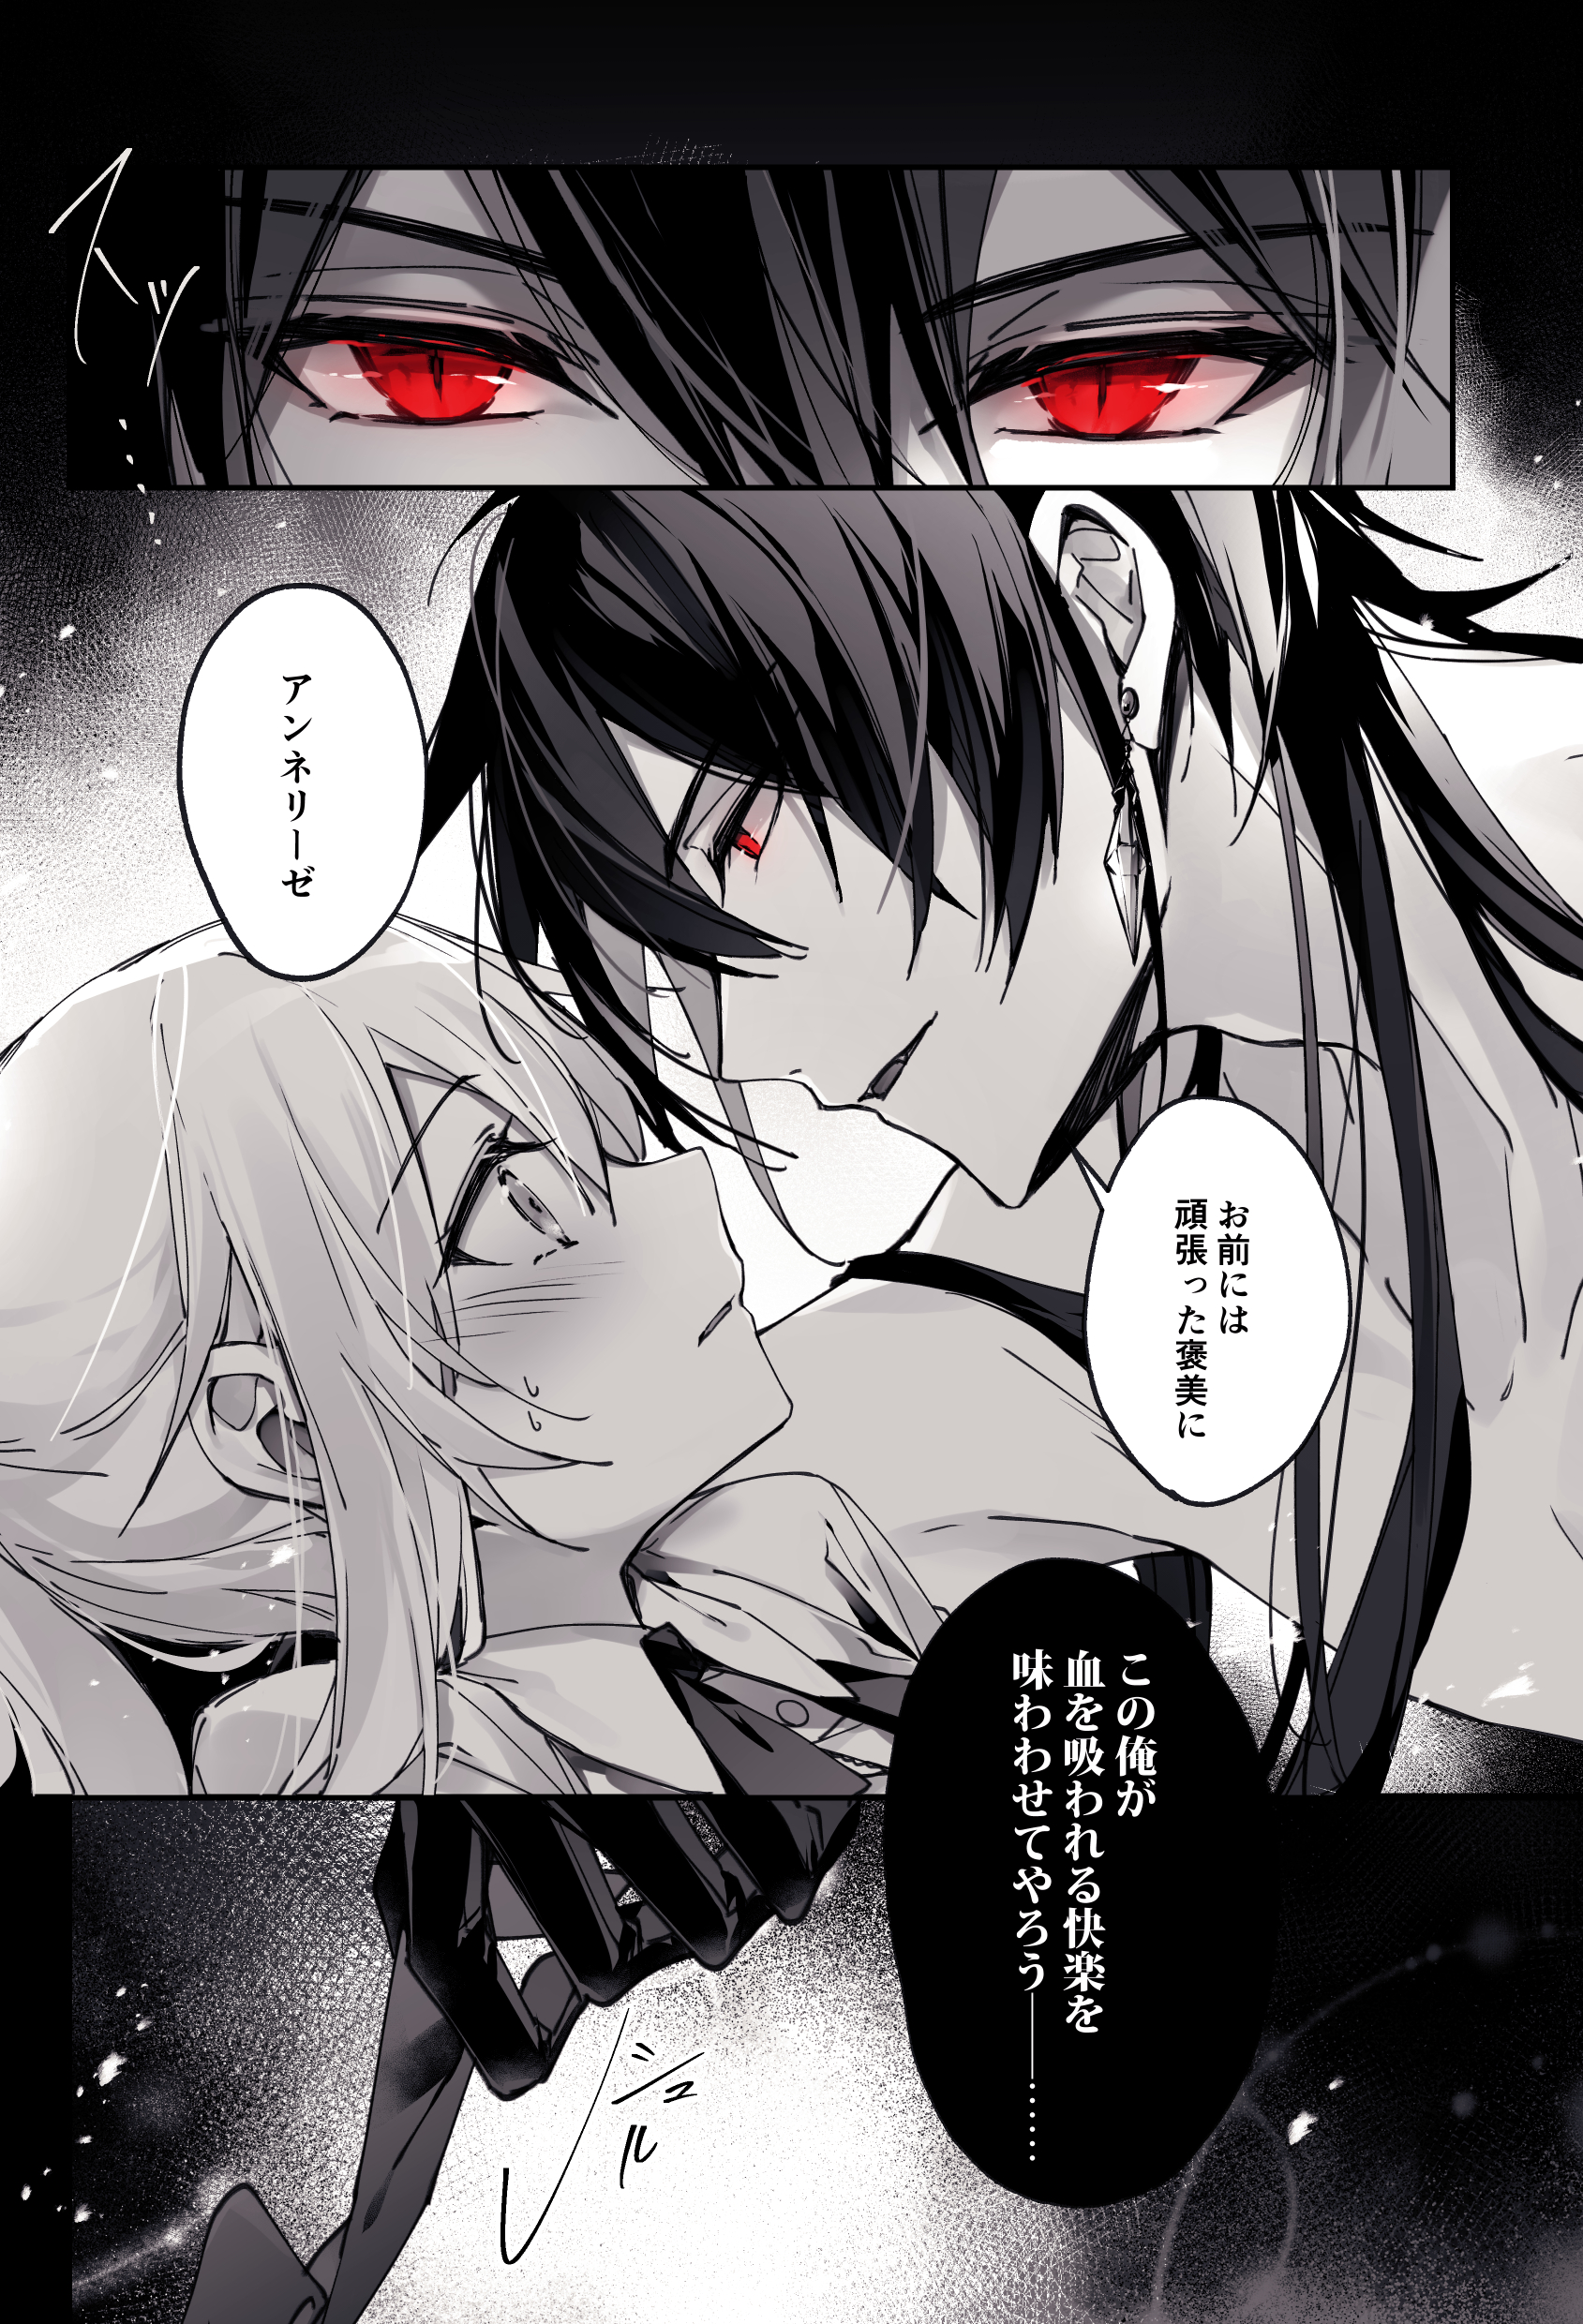 スッ…
アンネリーゼ
お前には
頑張った褒美に
この俺が
血を吸われる快楽を
味わわせてやろう――……
シュル